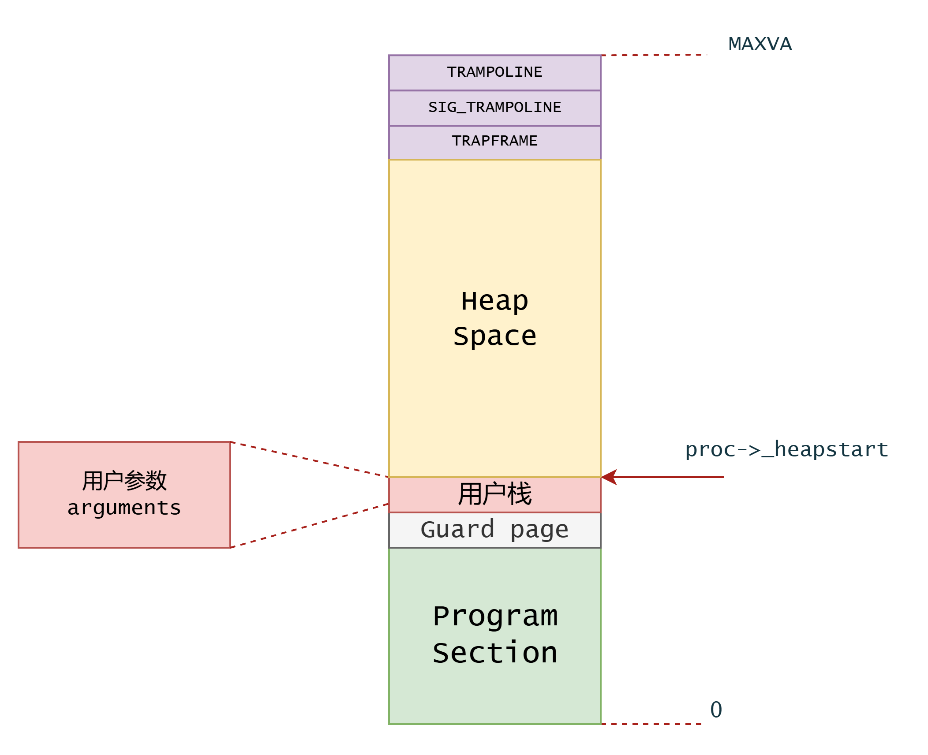 MAXVA
TRAMPOLINE
SIG_TRAMPOLINE
TRAPFRAME
Heap
Space
proc->_heapstart
用户参数
arguments
用户栈
Guard page
Program
Section
0